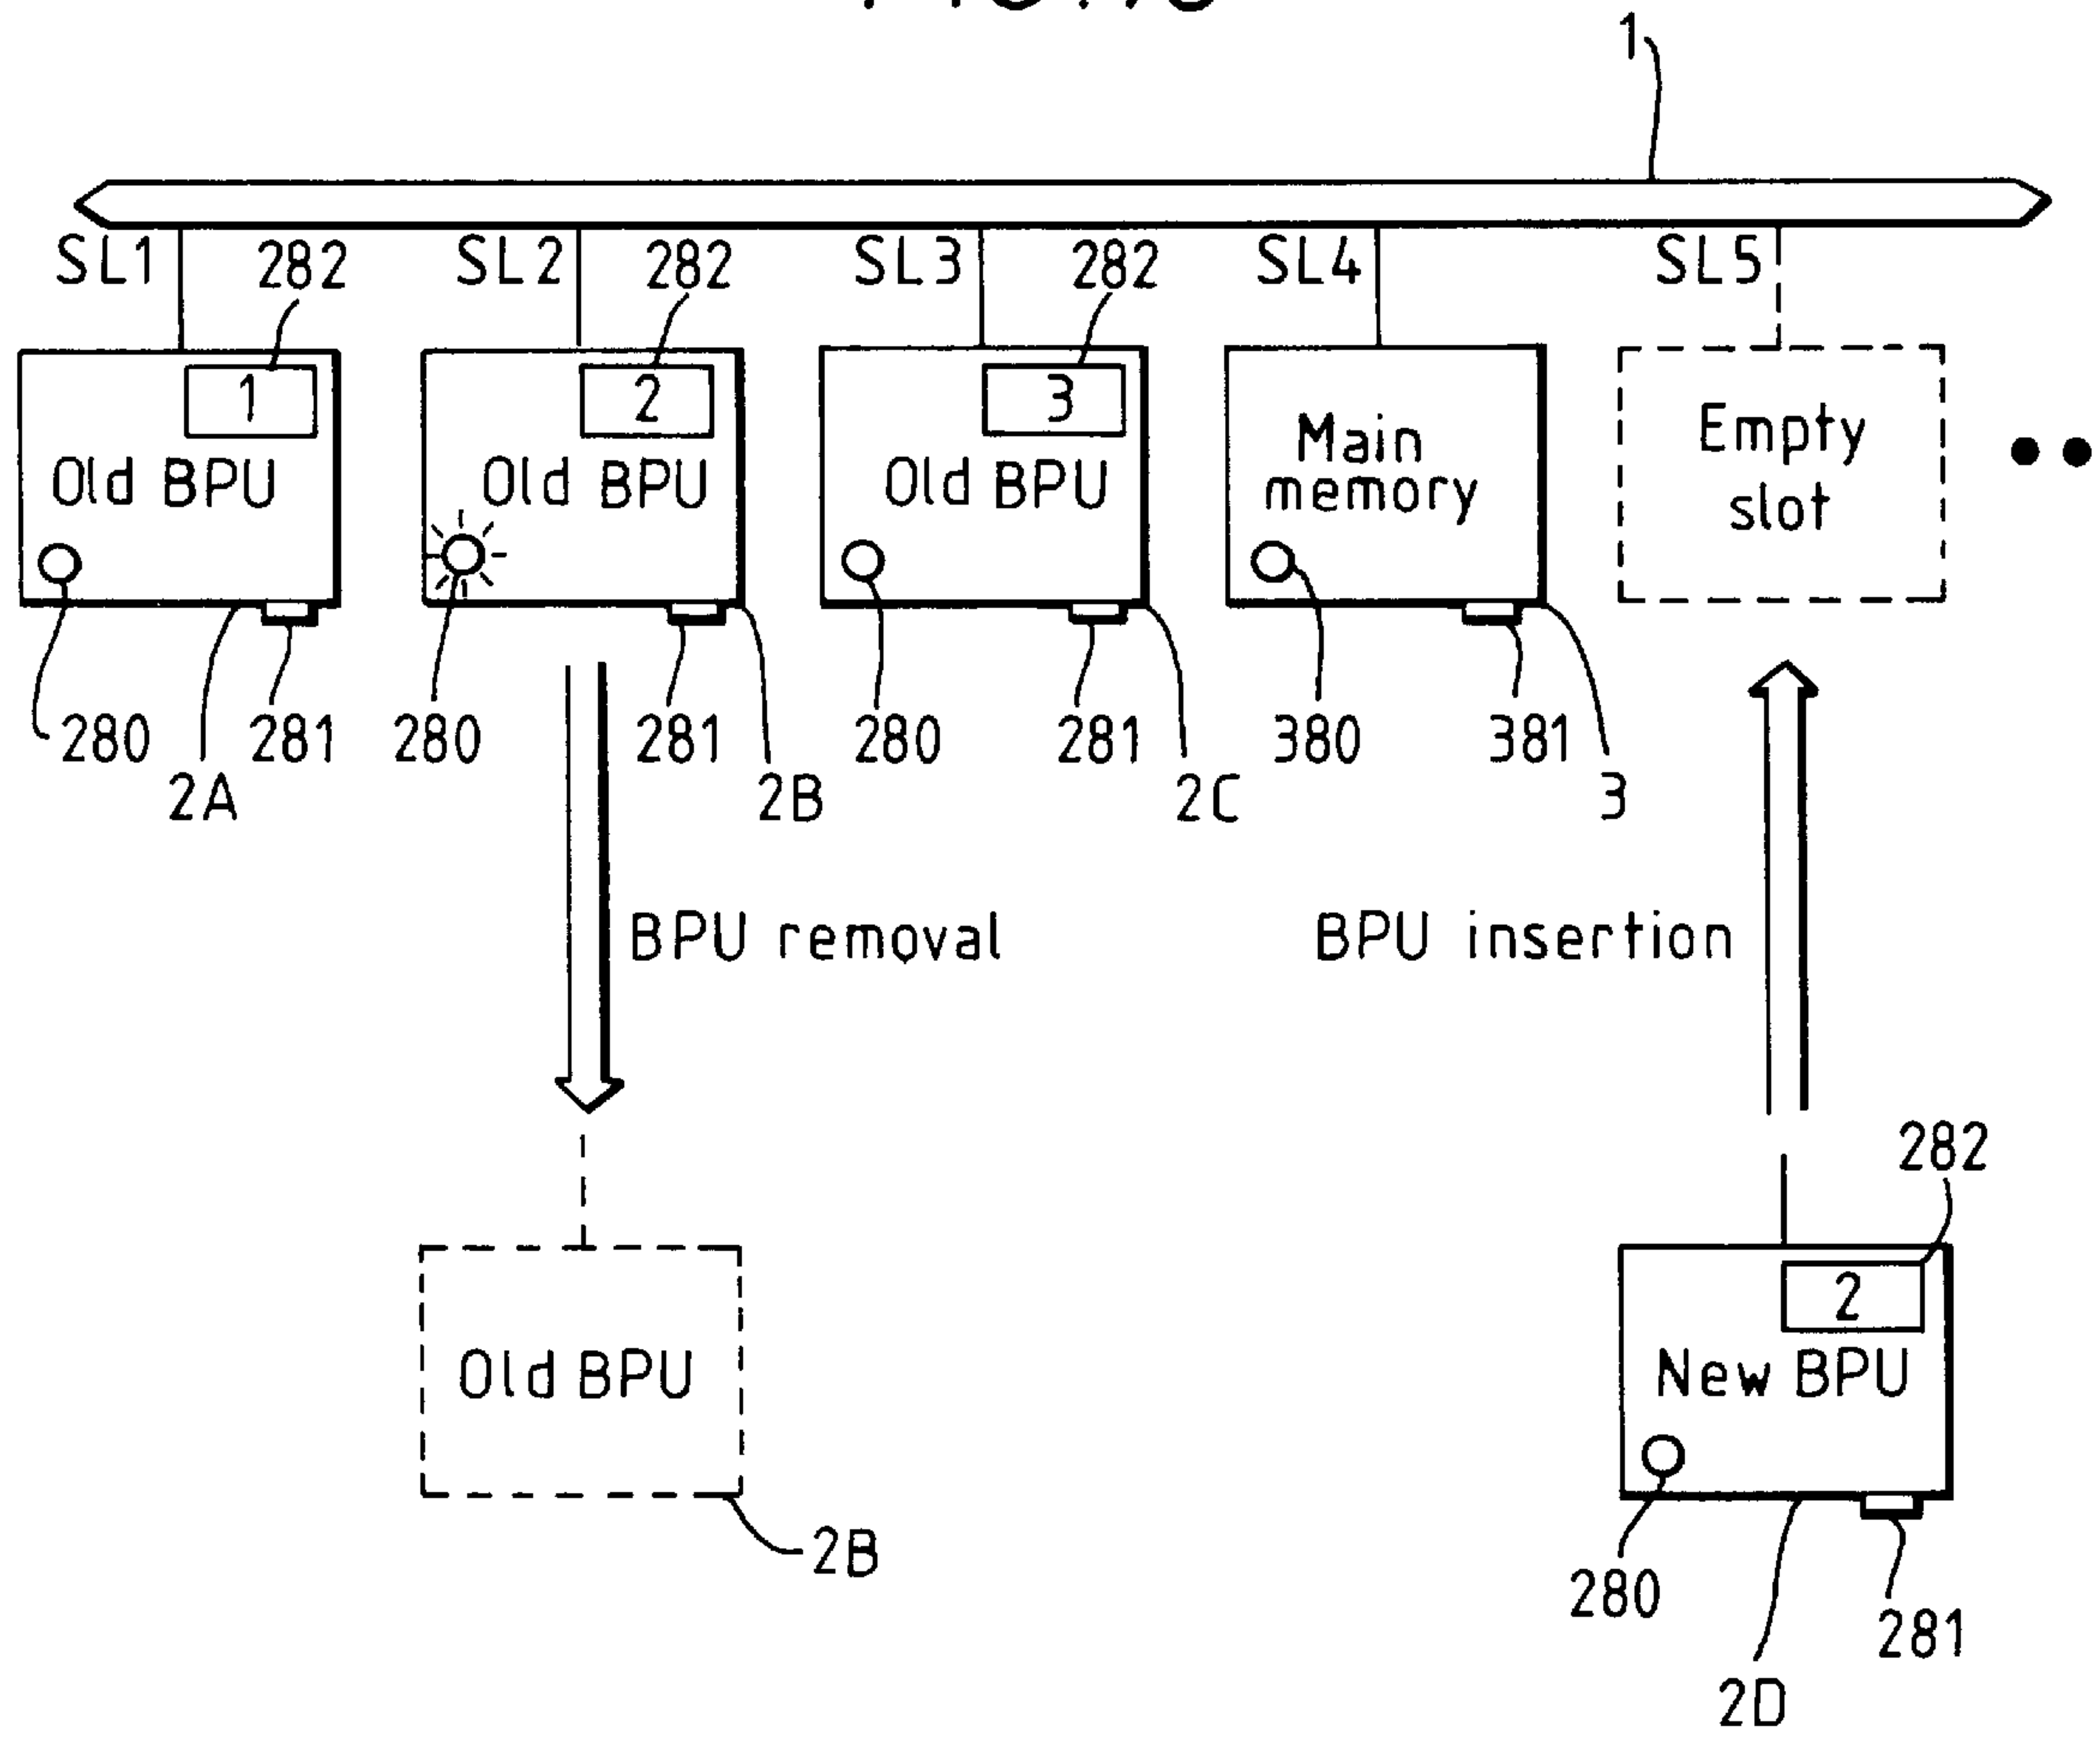 1
SL1 282 SL2 282 SL3 282 SL4 SL5
1 2 3
Old BPU Old BPU Old BPU Main memory Empty slot
280 281 280 281 280 281 380 381
2A 2B 2C 3
BPU removal BPU insertion
282
2
Old BPU New BPU
2B
280 281
2D